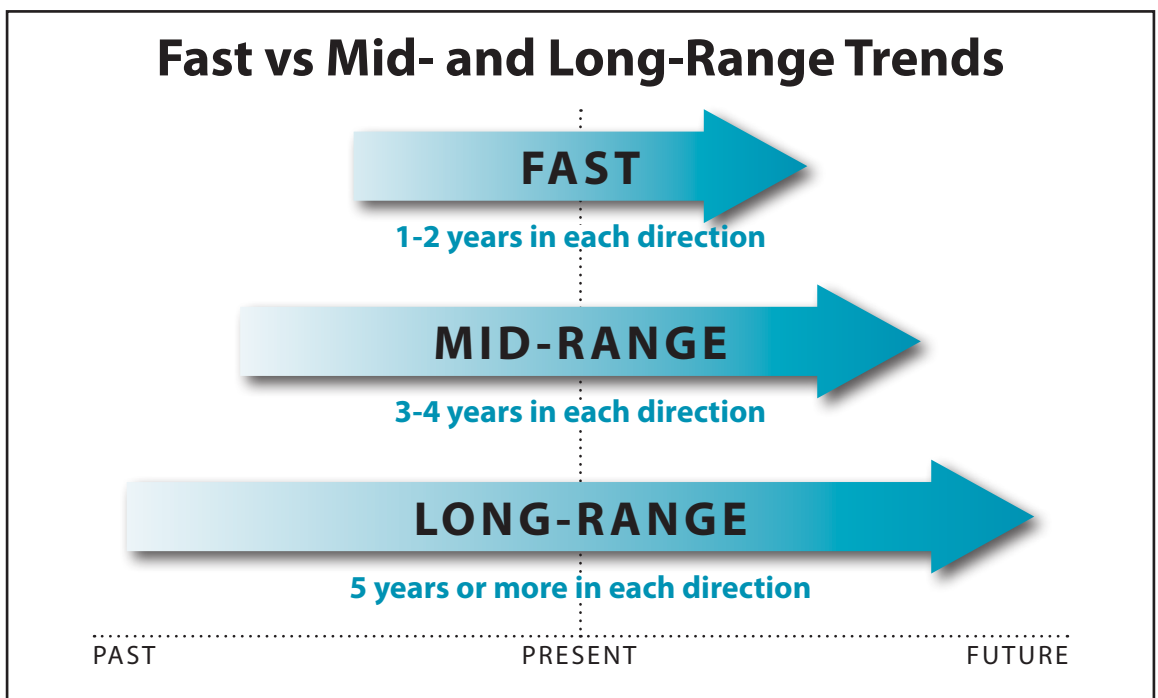 Fast vs Mid- and Long-Range Trends
FAST
1-2 years in each direction
MID-RANGE
3-4 years in each direction
LONG-RANGE
5 years or more in each direction
PAST PRESENT FUTURE